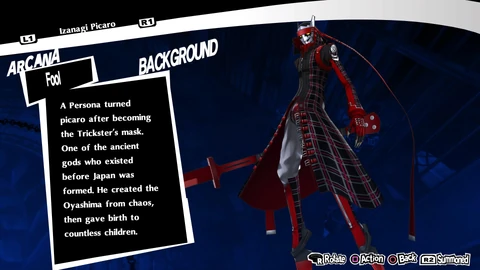 L1 Izanagi Picaro R1
ARCANA
Fool
BACKGROUND
A Persona turned
picaro after becoming
the Trickster's mask.
One of the ancient
gods who existed
before Japan was
formed. He created the
Oyashima from chaos,
then gave birth to
countless children.
R Rotate Action Back R2 Summoned